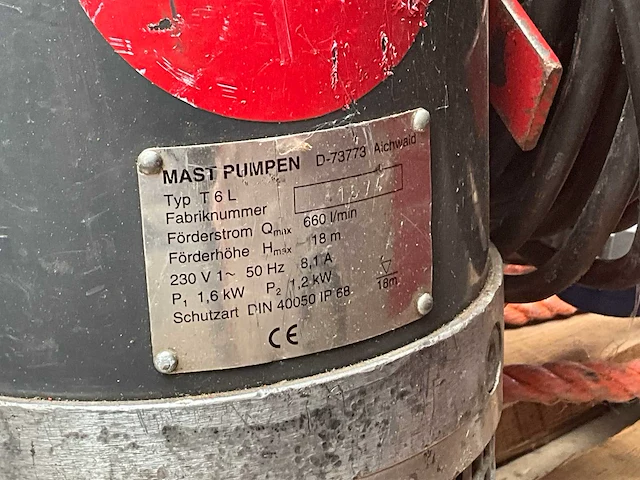 MAST PUMPEN D-73773 Aichwald
Typ T 6 L
Fabriknummer
Förderstrom Qmax 660 l/min
Förderhöhe Hmax 18 m
230 V 1~ 50 Hz 8,1 A
P1 1,6 kW P2 1,2 kW
18m
Schutzart DIN 40050 IP 68
CE